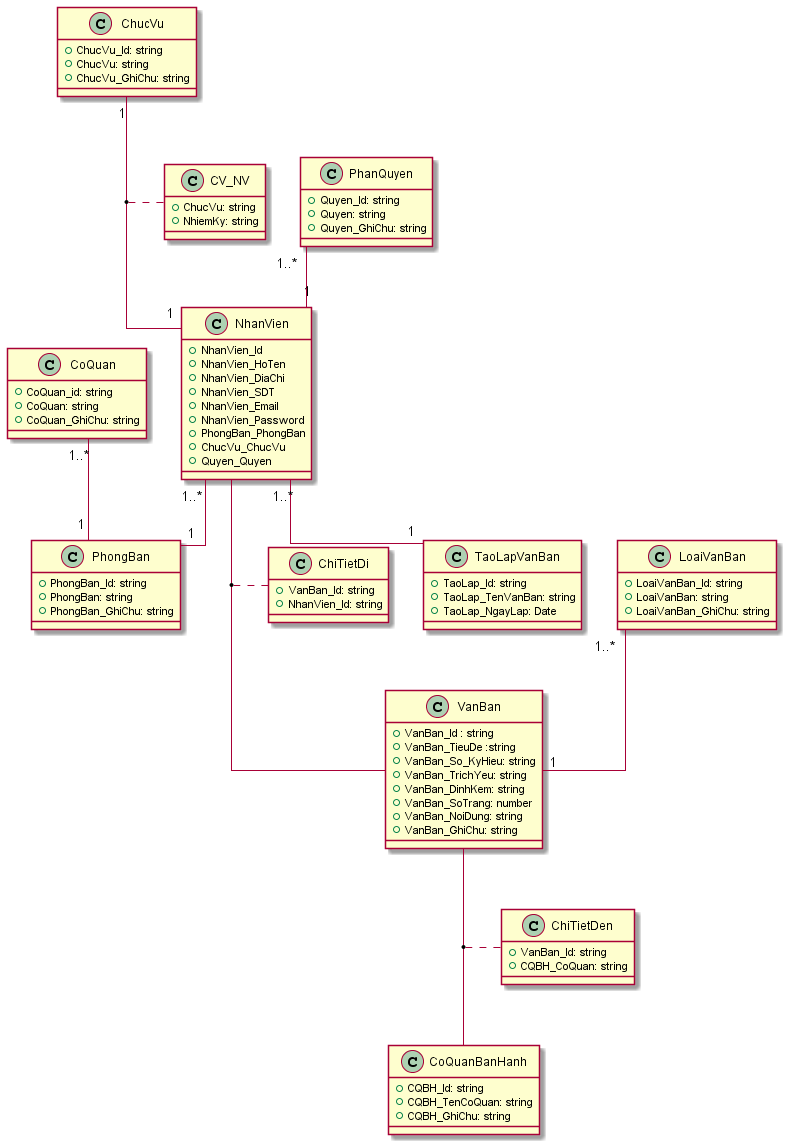 C ChucVu
ChucVu_Id: string
ChucVu: string
ChucVu_GhiChu: string
1
C CV_NV
ChucVu: string
NhiemKy: string
C PhanQuyen
Quyen_Id: string
Quyen: string
Quyen_GhiChu: string
1..*
1
1
C NhanVien
NhanVien_Id
NhanVien_HoTen
NhanVien_DiaChi
NhanVien_SDT
NhanVien_Email
NhanVien_Password
PhongBan_PhongBan
ChucVu_ChucVu
Quyen_Quyen
C CoQuan
CoQuan_id: string
CoQuan: string
CoQuan_GhiChu: string
1..*
1
1..*
1
1..*
1
C PhongBan
PhongBan_Id: string
PhongBan: string
PhongBan_GhiChu: string
C ChiTietDi
VanBan_Id: string
NhanVien_Id: string
C TaoLapVanBan
TaoLap_Id: string
TaoLap_TenVanBan: string
TaoLap_NgayLap: Date
C LoaiVanBan
LoaiVanBan_Id: string
LoaiVanBan: string
LoaiVanBan_GhiChu: string
1..*
1
C VanBan
VanBan_Id : string
VanBan_TieuDe :string
VanBan_So_KyHieu: string
VanBan_TrichYeu: string
VanBan_DinhKem: string
VanBan_SoTrang: number
VanBan_NoiDung: string
VanBan_GhiChu: string
C ChiTietDen
VanBan_Id: string
CQBH_CoQuan: string
C CoQuanBanHanh
CQBH_Id: string
CQBH_TenCoQuan: string
CQBH_GhiChu: string